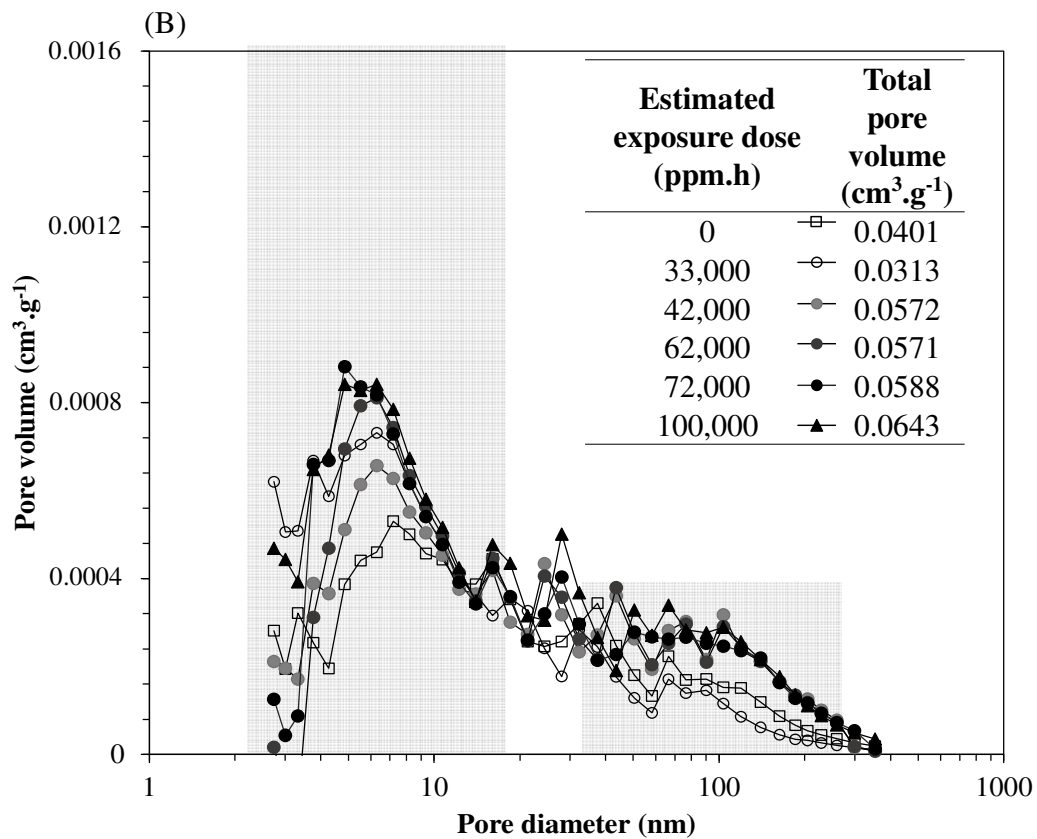 (B)
0.0016
0.0012
0.0008
0.0004
0
Pore volume (cm³.g⁻¹)
Estimated exposure dose (ppm.h) Total pore volume (cm³.g⁻¹)
0 0.0401
33,000 0.0313
42,000 0.0572
62,000 0.0571
72,000 0.0588
100,000 0.0643
1 10 100 1000
Pore diameter (nm)